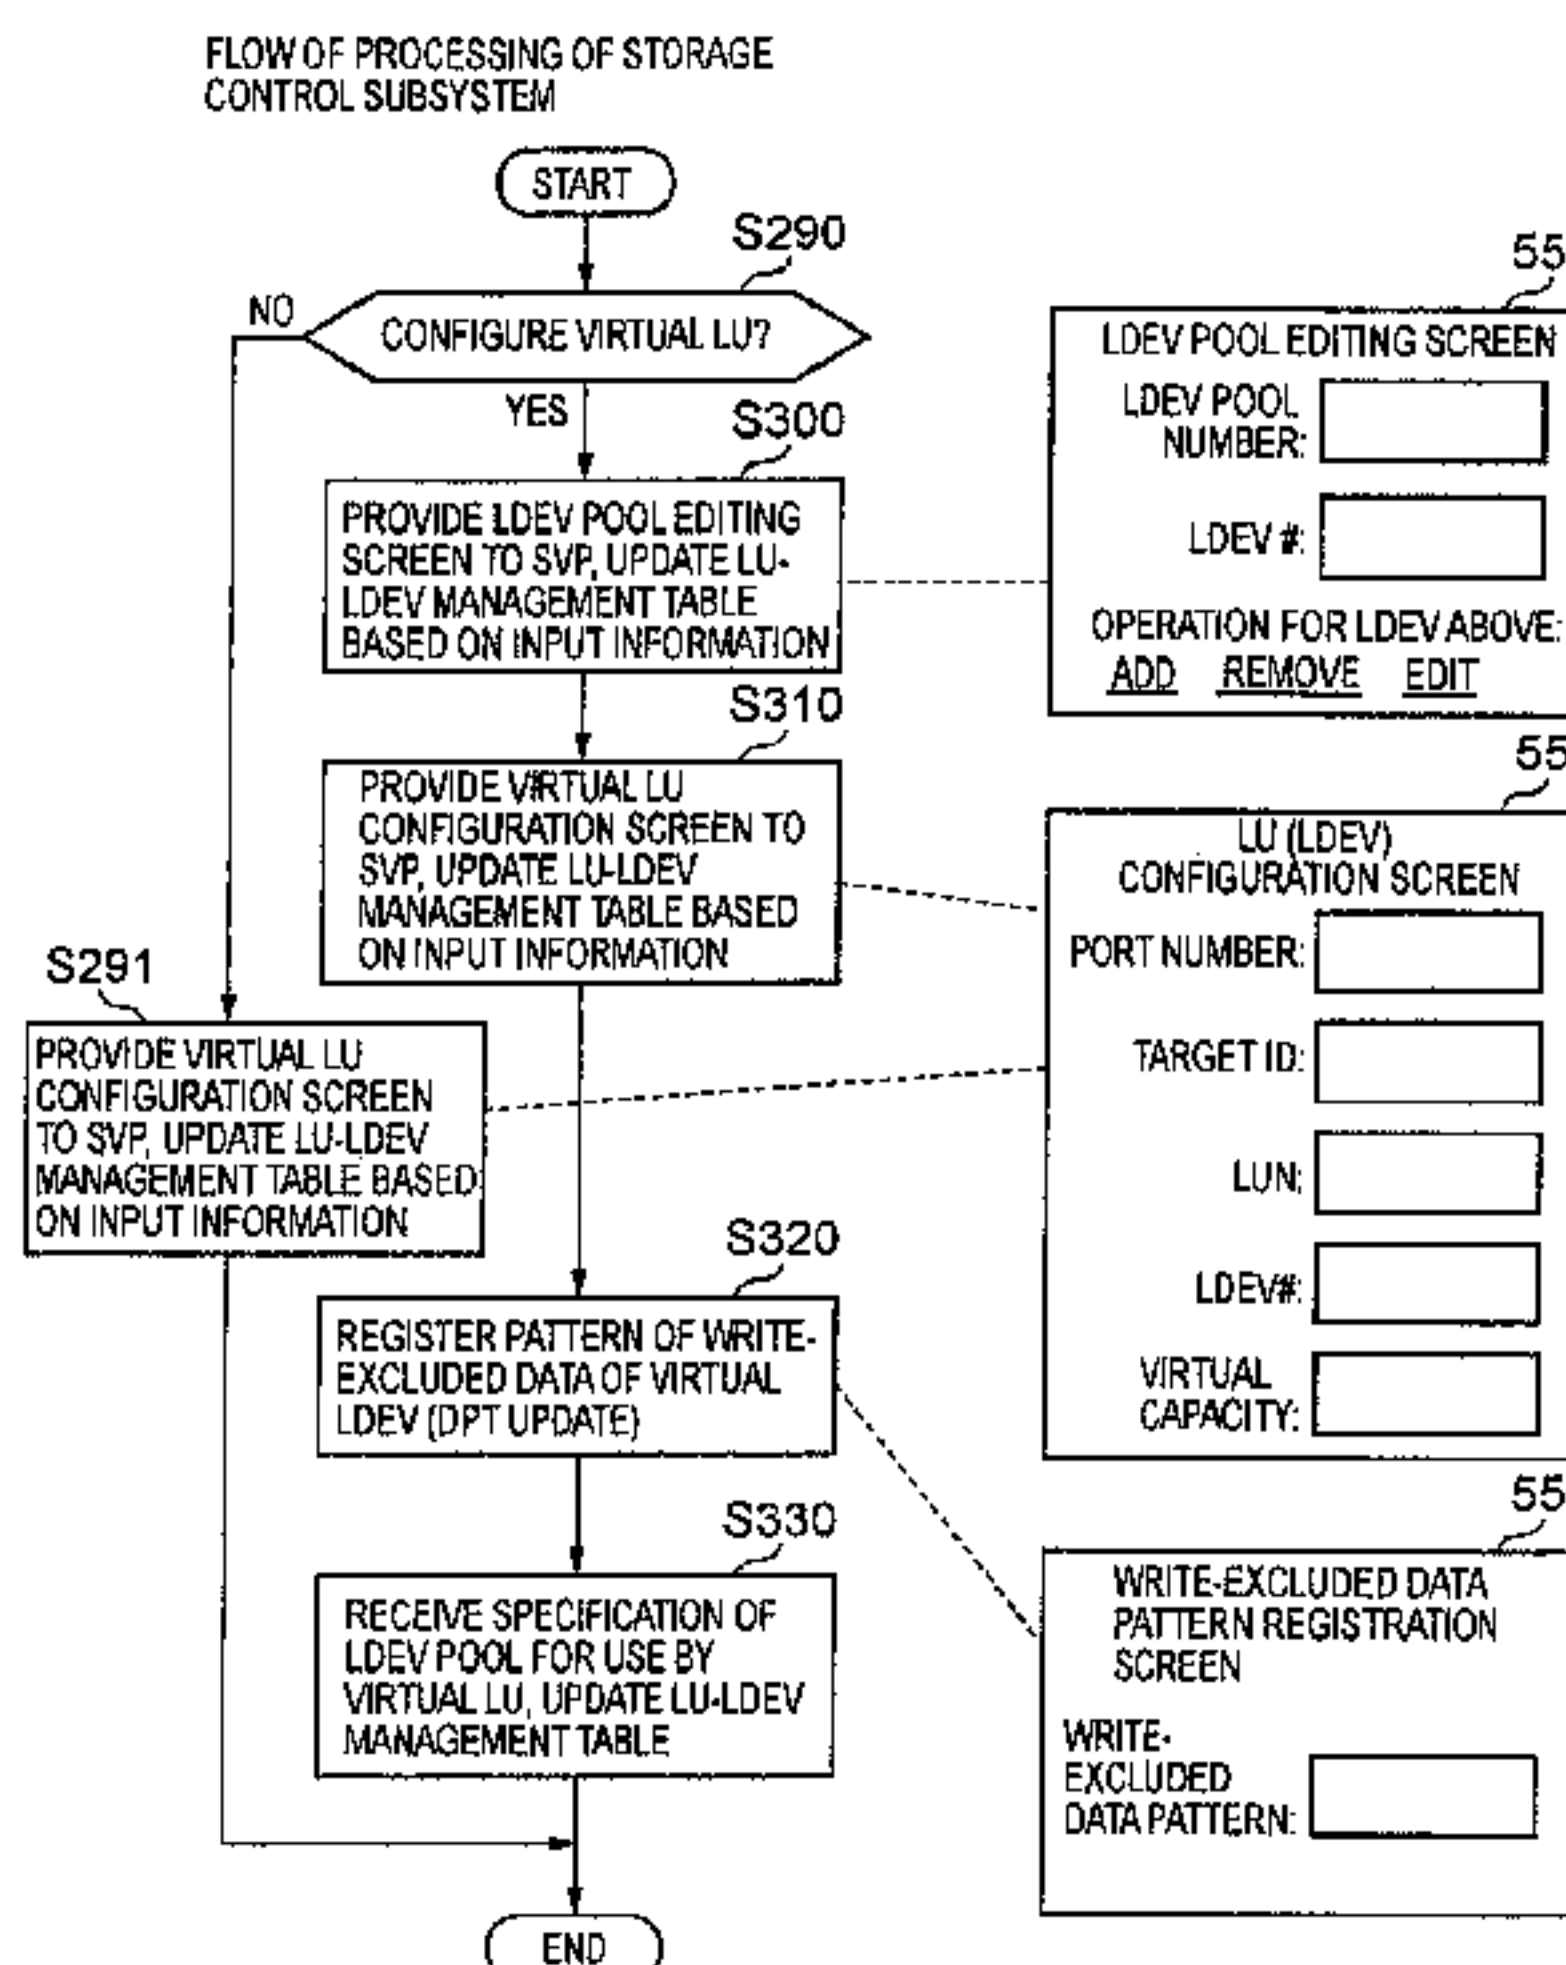 FLOW OF PROCESSING OF STORAGE
CONTROL SUBSYSTEM
START
S290
NO
CONFIGURE VIRTUAL LU?
YES
S300
PROVIDE LDEV POOL EDITING
SCREEN TO SVP, UPDATE LU-
LDEV MANAGEMENT TABLE
BASED ON INPUT INFORMATION
S310
PROVIDE VIRTUAL LU
CONFIGURATION SCREEN TO
SVP, UPDATE LU-LDEV
MANAGEMENT TABLE BASED
ON INPUT INFORMATION
S291
PROVIDE VIRTUAL LU
CONFIGURATION SCREEN
TO SVP, UPDATE LU-LDEV
MANAGEMENT TABLE BASED
ON INPUT INFORMATION
S320
REGISTER PATTERN OF WRITE-
EXCLUDED DATA OF VIRTUAL
LDEV (DPT UPDATE)
S330
RECEIVE SPECIFICATION OF
LDEV POOL FOR USE BY
VIRTUAL LU, UPDATE LU-LDEV
MANAGEMENT TABLE
END
55
LDEV POOL EDITING SCREEN
LDEV POOL
NUMBER:
LDEV #:
OPERATION FOR LDEV ABOVE:
ADD REMOVE EDIT
55
LU (LDEV)
CONFIGURATION SCREEN
PORT NUMBER:
TARGET ID:
LUN:
LDEV#:
VIRTUAL
CAPACITY:
55
WRITE-EXCLUDED DATA
PATTERN REGISTRATION
SCREEN
WRITE-
EXCLUDED
DATA PATTERN: